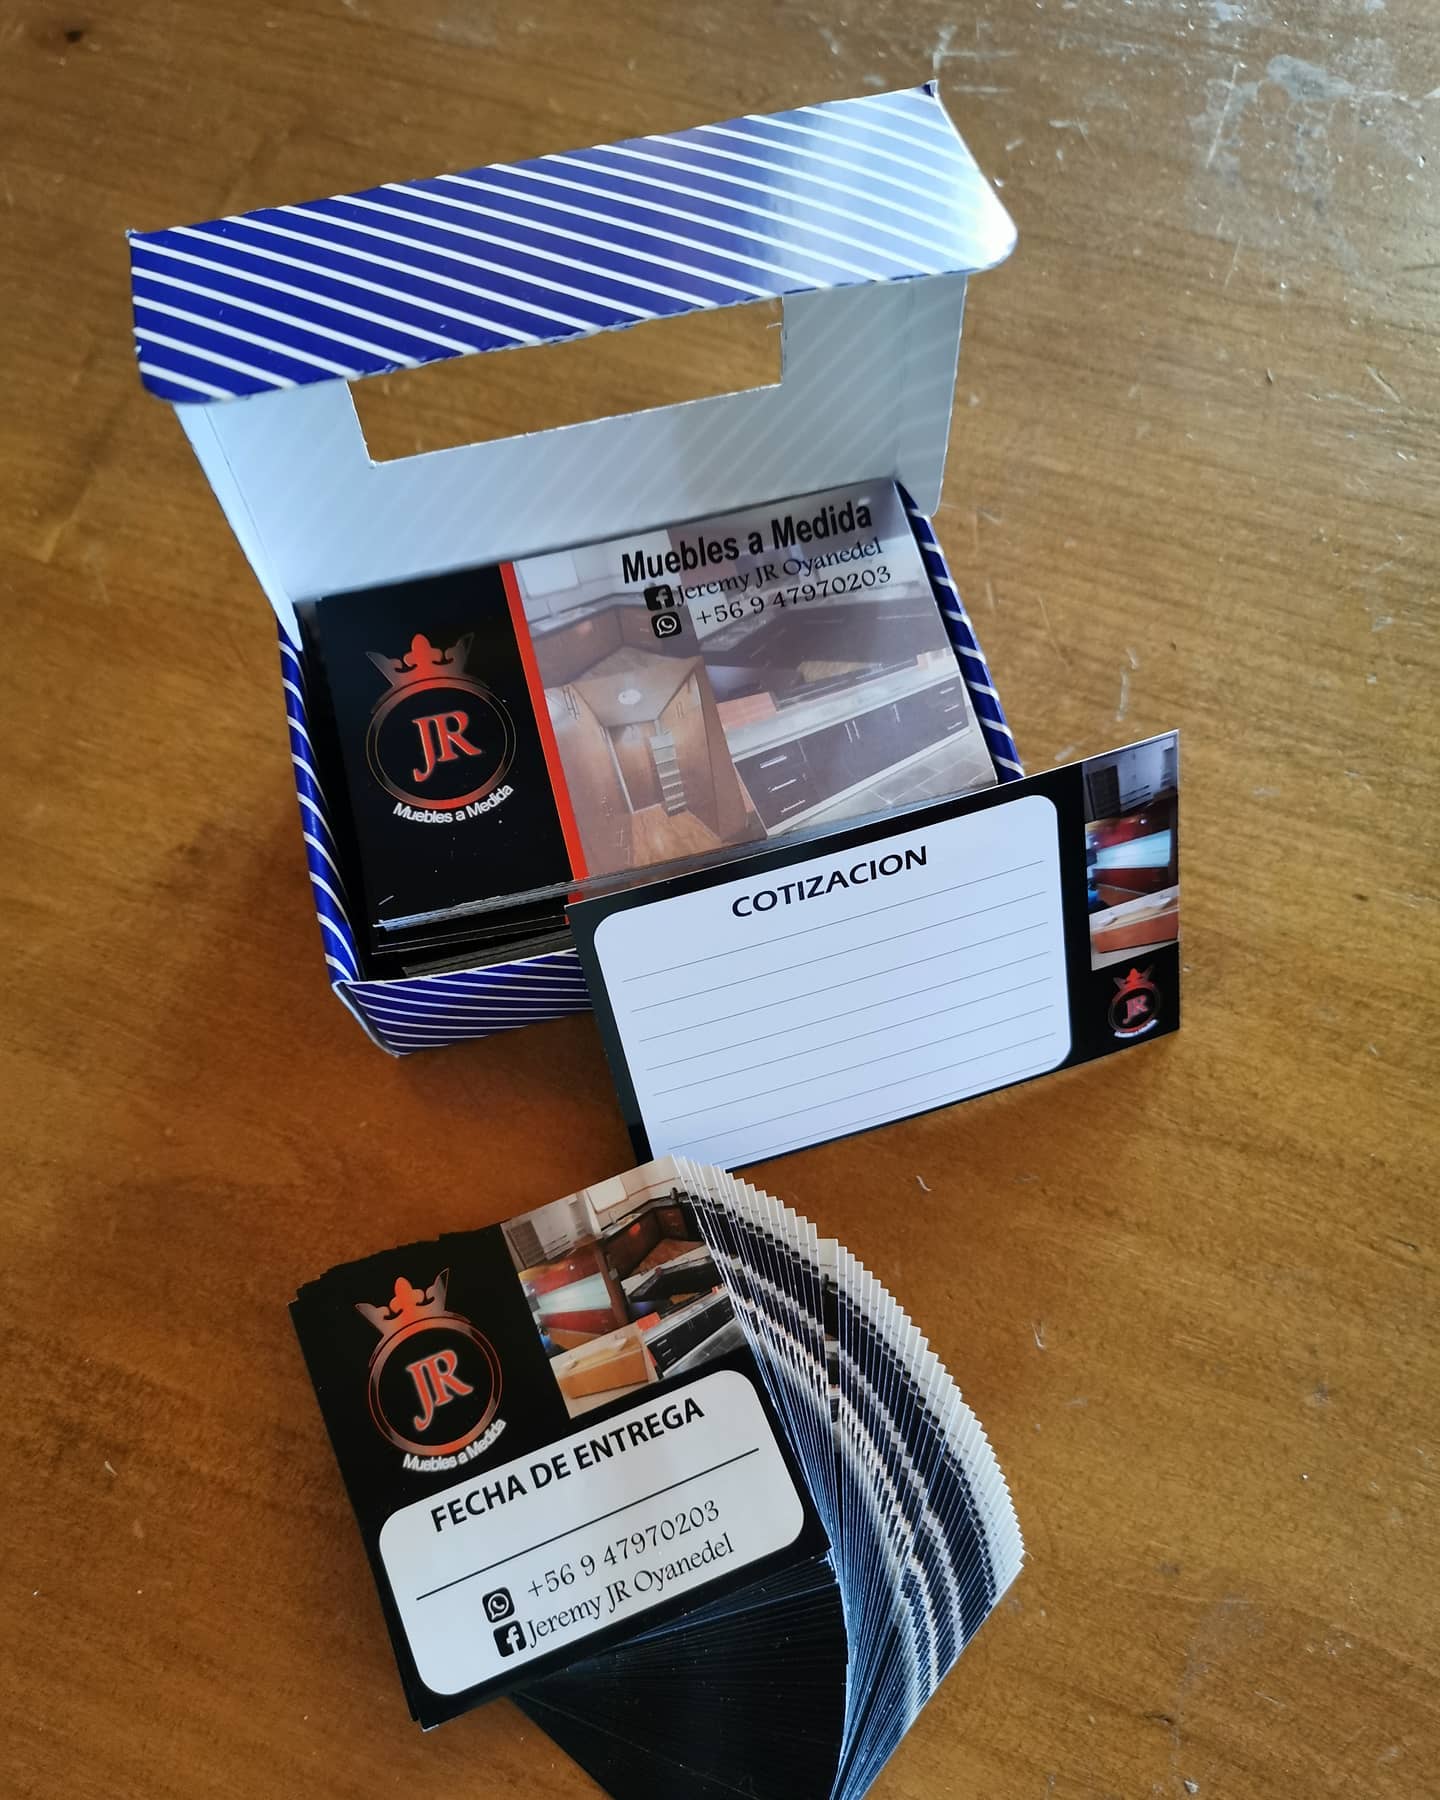 Muebles a Medida
Jeremy JR Oyanedel
+56 9 47970203
JR
Muebles a Medida
COTIZACION
JR
JR
Muebles a Medida
FECHA DE ENTREGA
+56 9 47970203
Jeremy JR Oyanedel